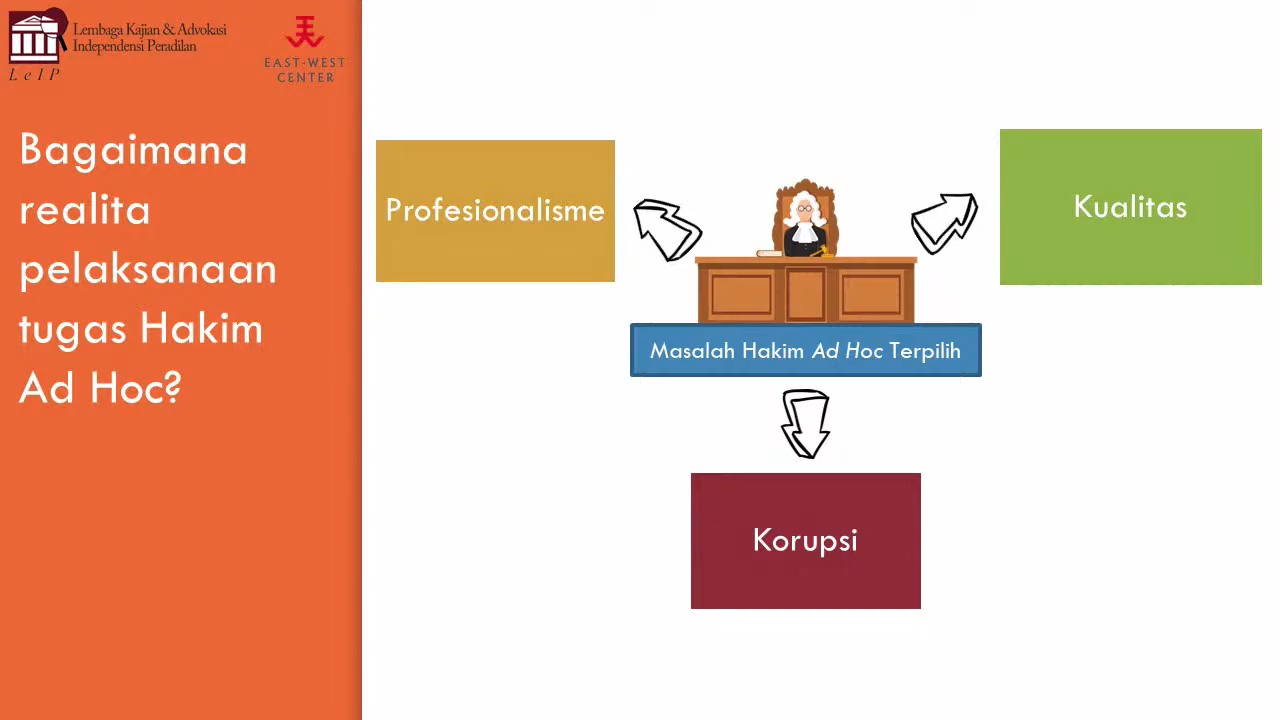 Lembaga Kajian & Advokasi
Independensi Peradilan
LeIP
EAST-WEST
CENTER
Bagaimana
realita
pelaksanaan
tugas Hakim
Ad Hoc?
Profesionalisme
Kualitas
Masalah Hakim Ad Hoc Terpilih
Korupsi